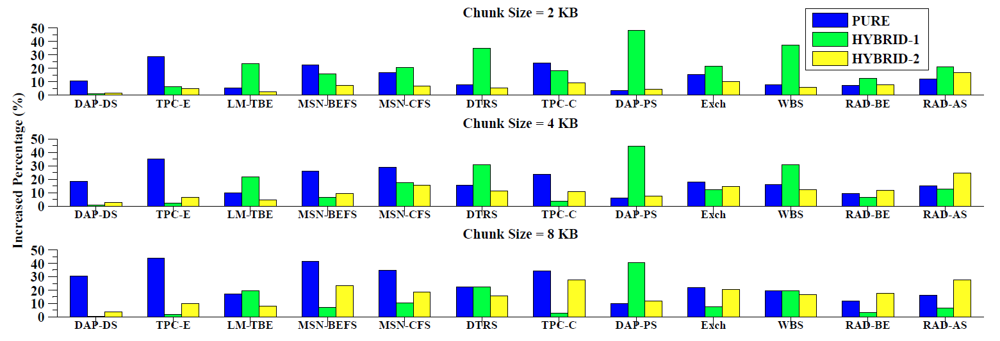 Chunk Size = 2 KB
PURE
HYBRID-1
HYBRID-2
50
40
30
20
10
0
DAP-DS TPC-E LM-TBE MSN-BEFS MSN-CFS DTRS TPC-C DAP-PS Exch WBS RAD-BE RAD-AS
Increased Percentage (%)
Chunk Size = 4 KB
50
40
30
20
10
0
DAP-DS TPC-E LM-TBE MSN-BEFS MSN-CFS DTRS TPC-C DAP-PS Exch WBS RAD-BE RAD-AS
Chunk Size = 8 KB
50
40
30
20
10
0
DAP-DS TPC-E LM-TBE MSN-BEFS MSN-CFS DTRS TPC-C DAP-PS Exch WBS RAD-BE RAD-AS